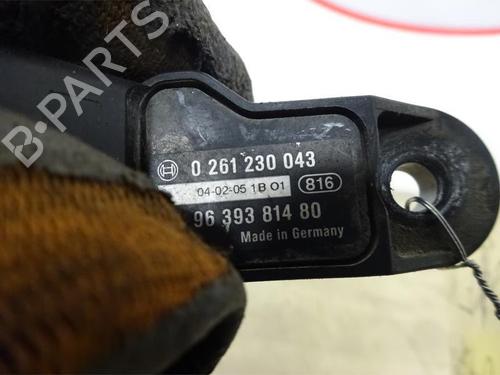 B-PARTS
0 261 230 043
04-02-05 1B 01
816
96 393 814 80
Made in Germany